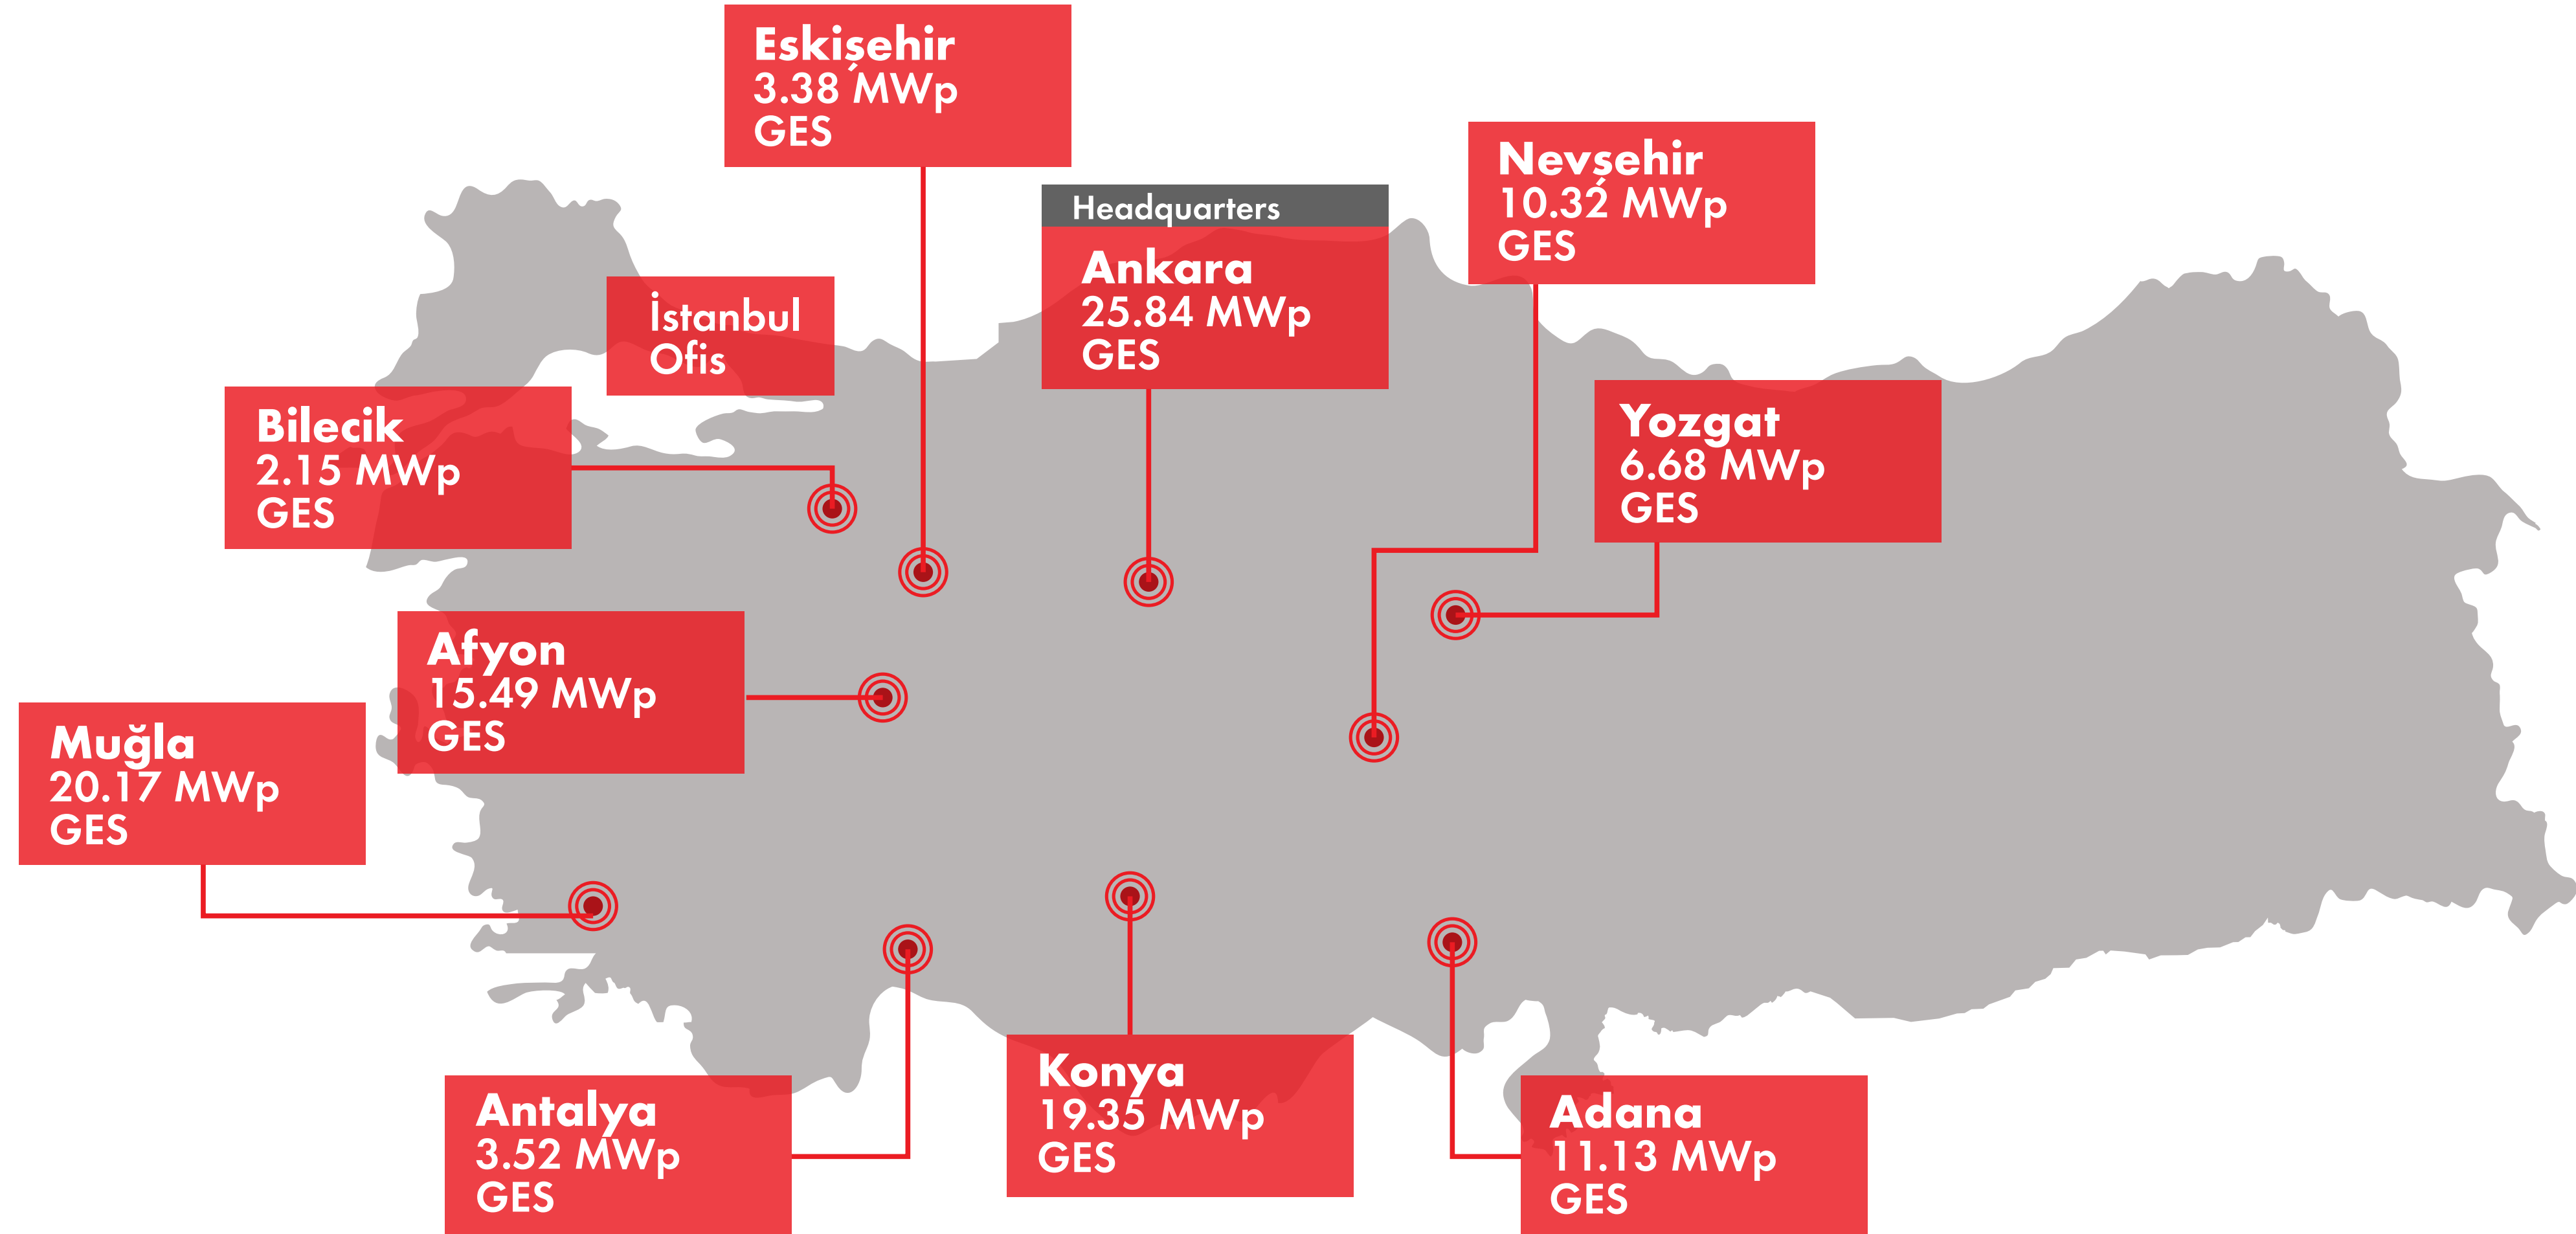 Eskişehir
3.38 MWp
GES
Nevşehir
10.32 MWp
GES
Headquarters
Ankara
25.84 MWp
GES
İstanbul
Ofis
Bilecik
2.15 MWp
GES
Yozgat
6.68 MWp
GES
Afyon
15.49 MWp
GES
Muğla
20.17 MWp
GES
Antalya
3.52 MWp
GES
Konya
19.35 MWp
GES
Adana
11.13 MWp
GES